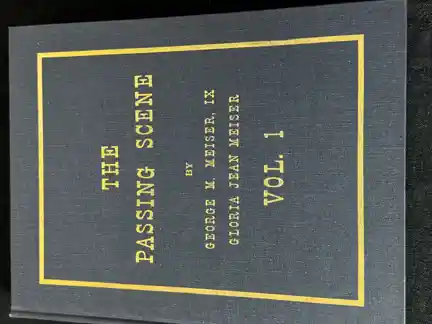 THE
PASSING SCENE
BY
GEORGE M. MEISER, IX
GLORIA JEAN MEISER
VOL. 1